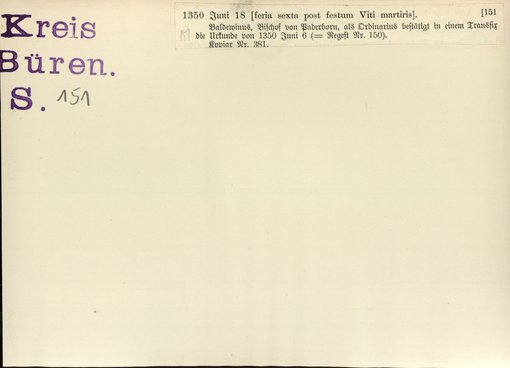 Kreis
Büren.
S. 151
1350 Juni 18 [feria sexta post festum Viti martiris]. [151
Baldewinus, Bischof von Paderborn, als Ordinarius bestätigt in einem Transfix
die Urkunde von 1350 Juni 6 (= Regest Nr. 150).
Kopiar Nr. 381.